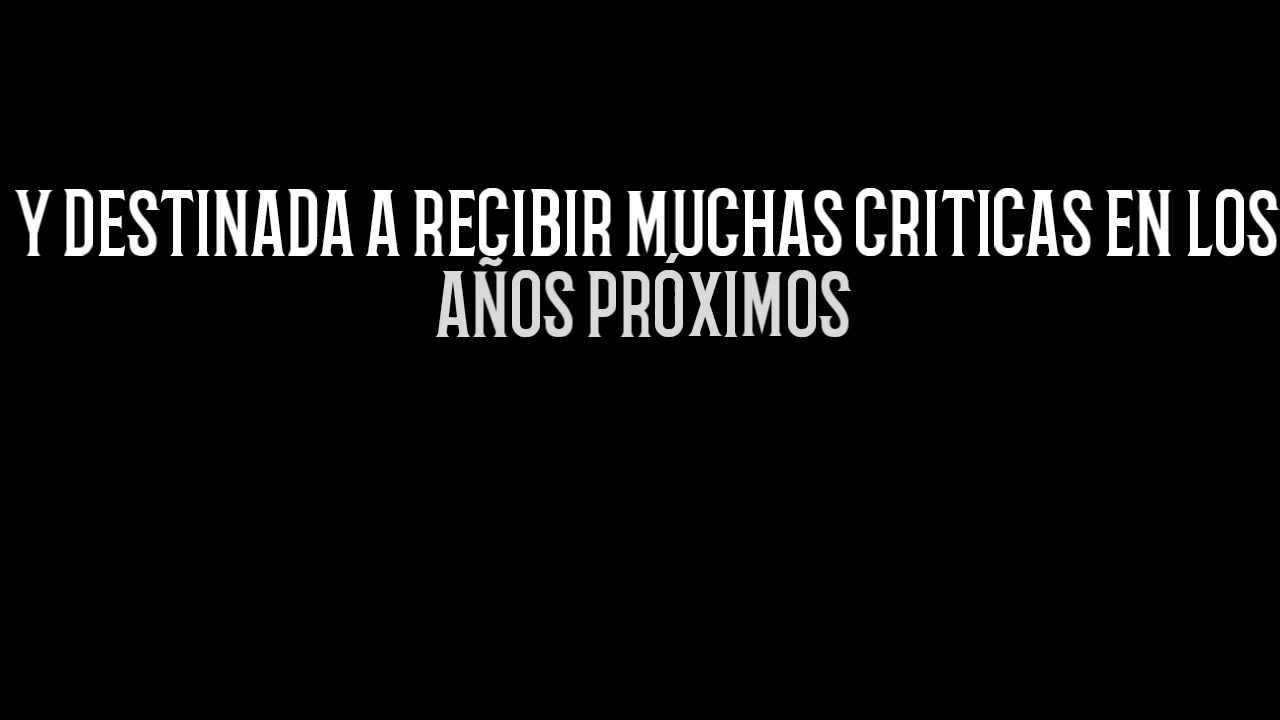 Y DESTINADA A RECIBIR MUCHAS CRITICAS EN LOS
AÑOS PRÓXIMOS